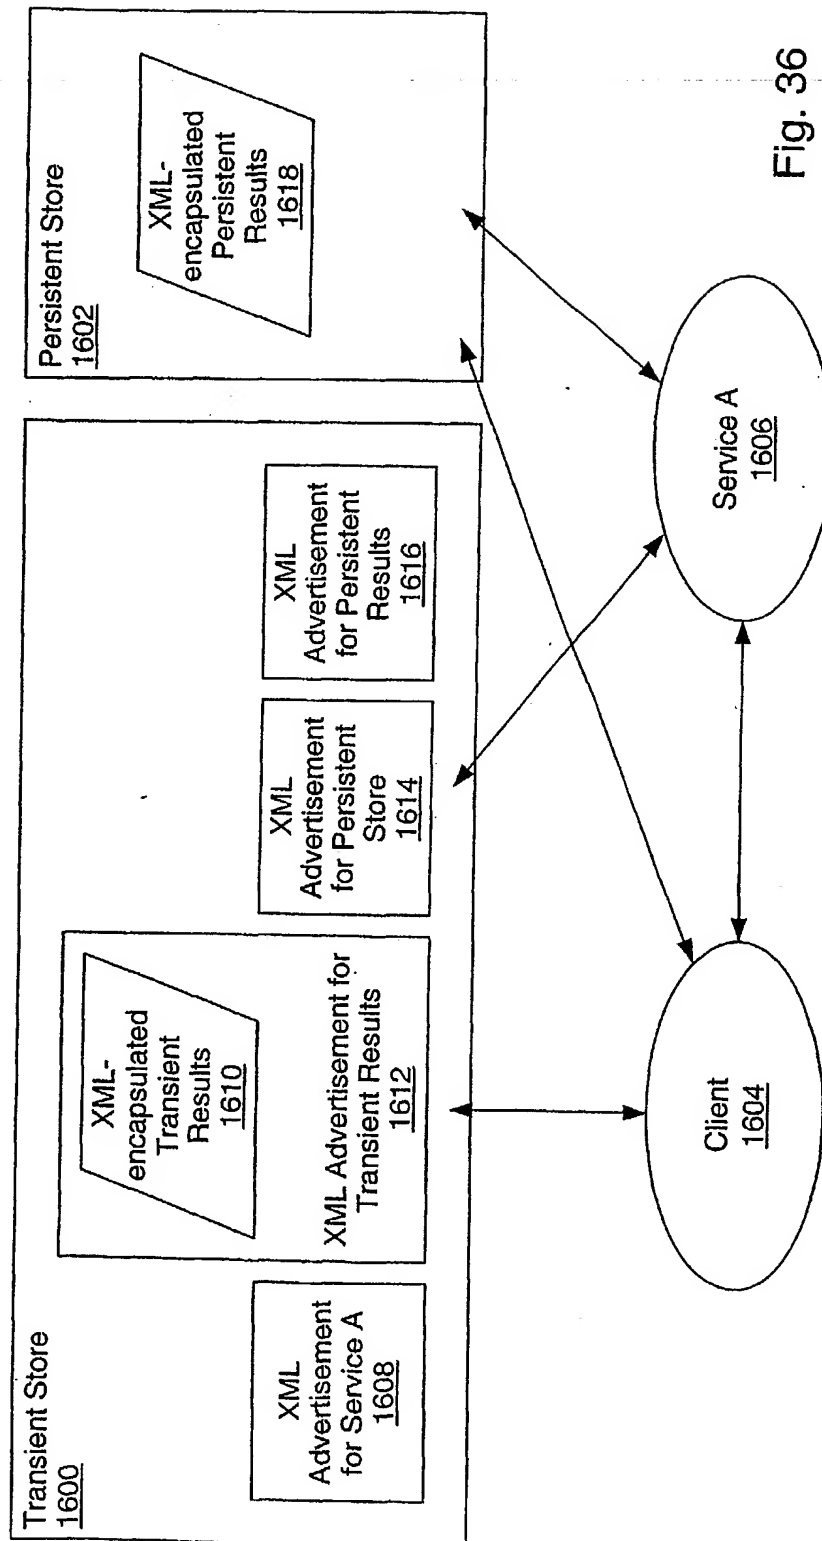 Transient Store
1600
XML
Advertisement
for Service A
1608
XML-
encapsulated
Transient
Results
1610
XML Advertisement for
Transient Results
1612
XML
Advertisement
for Persistent
Store
1614
XML
Advertisement
for Persistent
Results
1616
Persistent Store
1602
XML-
encapsulated
Persistent
Results
1618
Client
1604
Service A
1606
Fig. 36